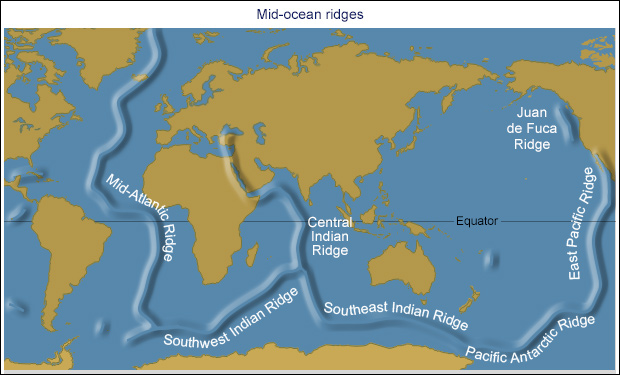 Mid-ocean ridges
Juan
de Fuca
Ridge
Mid-Atlantic Ridge
East Pacific Ridge
Central
Indian
Ridge
Equator
Southwest Indian Ridge
Southeast Indian Ridge
Pacific Antarctic Ridge